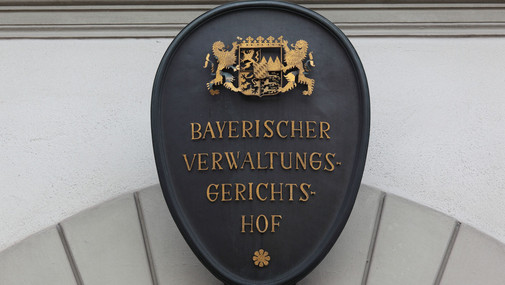 BAYERISCHER
VERWALTUNGS-
GERICHTS-
HOF